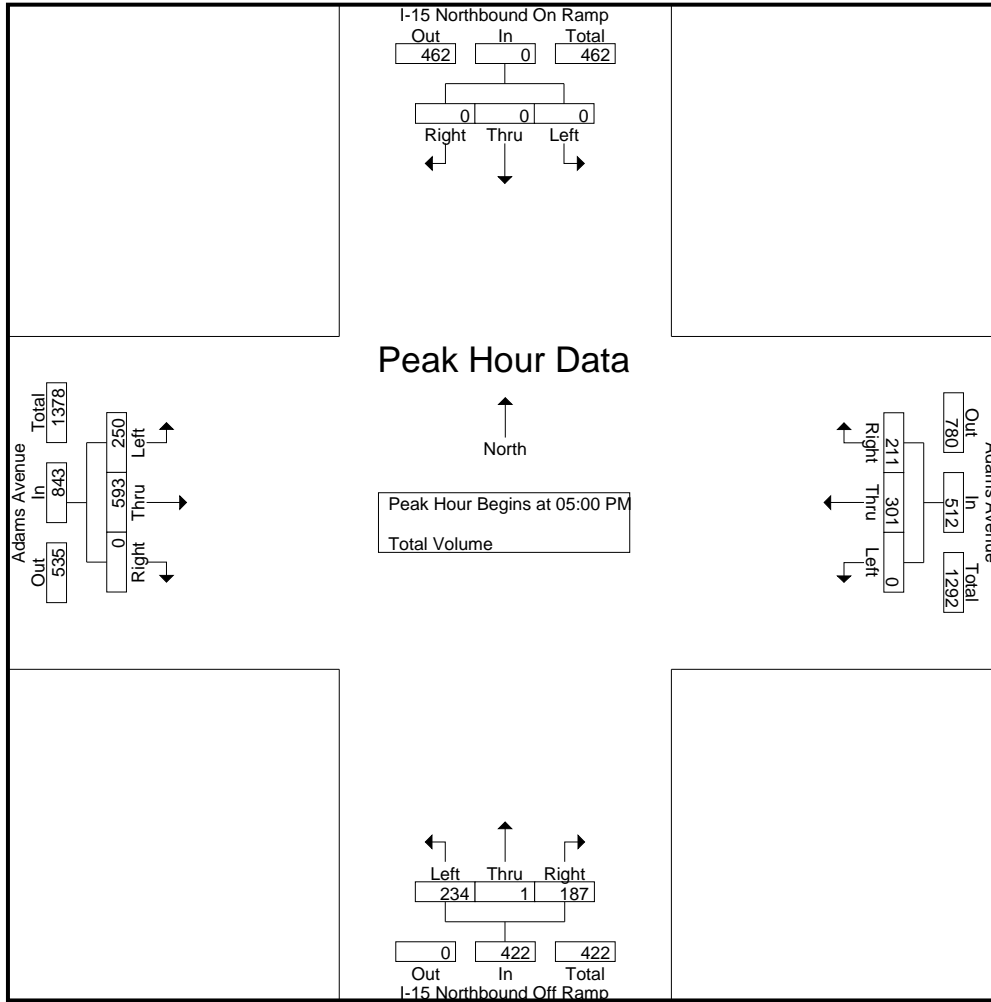 I-15 Northbound On Ramp
Out In Total
462 0 462
0 0 0
Right Thru Left
Peak Hour Data
North
Peak Hour Begins at 05:00 PM
Total Volume
Adams Avenue
Out In Total
535 843 1378
Left Thru Right
250 593 0
Adams Avenue
Out In Total
780 512 1292
Right Thru Left
211 301 0
Left Thru Right
234 1 187
0 422 422
Out In Total
I-15 Northbound Off Ramp